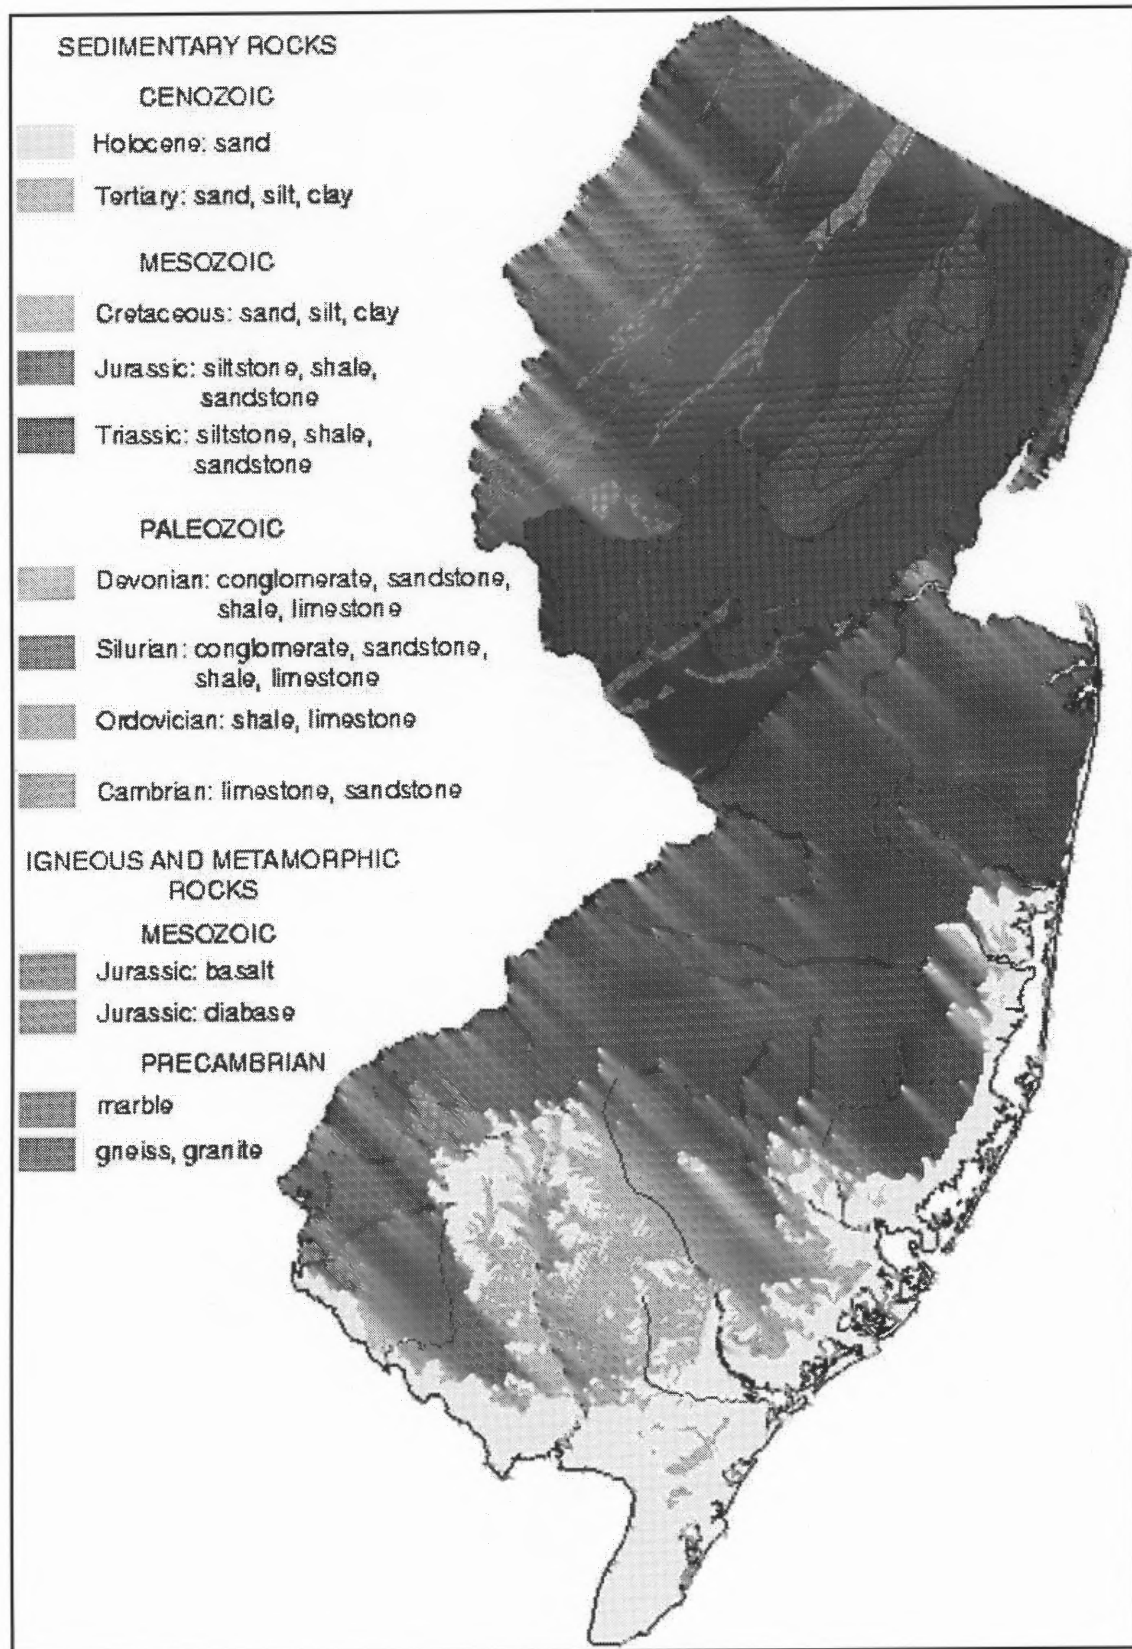 SEDIMENTARY ROCKS
CENOZOIC
Holocene: sand
Tertiary: sand, silt, clay
MESOZOIC
Cretaceous: sand, silt, clay
Jurassic: siltstone, shale,
sandstone
Triassic: siltstone, shale,
sandstone
PALEOZOIC
Devonian: conglomerate, sandstone,
shale, limestone
Silurian: conglomerate, sandstone,
shale, limestone
Ordovician: shale, limestone
Cambrian: limestone, sandstone
IGNEOUS AND METAMORPHIC
ROCKS
MESOZOIC
Jurassic: basalt
Jurassic: diabase
PRECAMBRIAN
marble
gneiss, granite